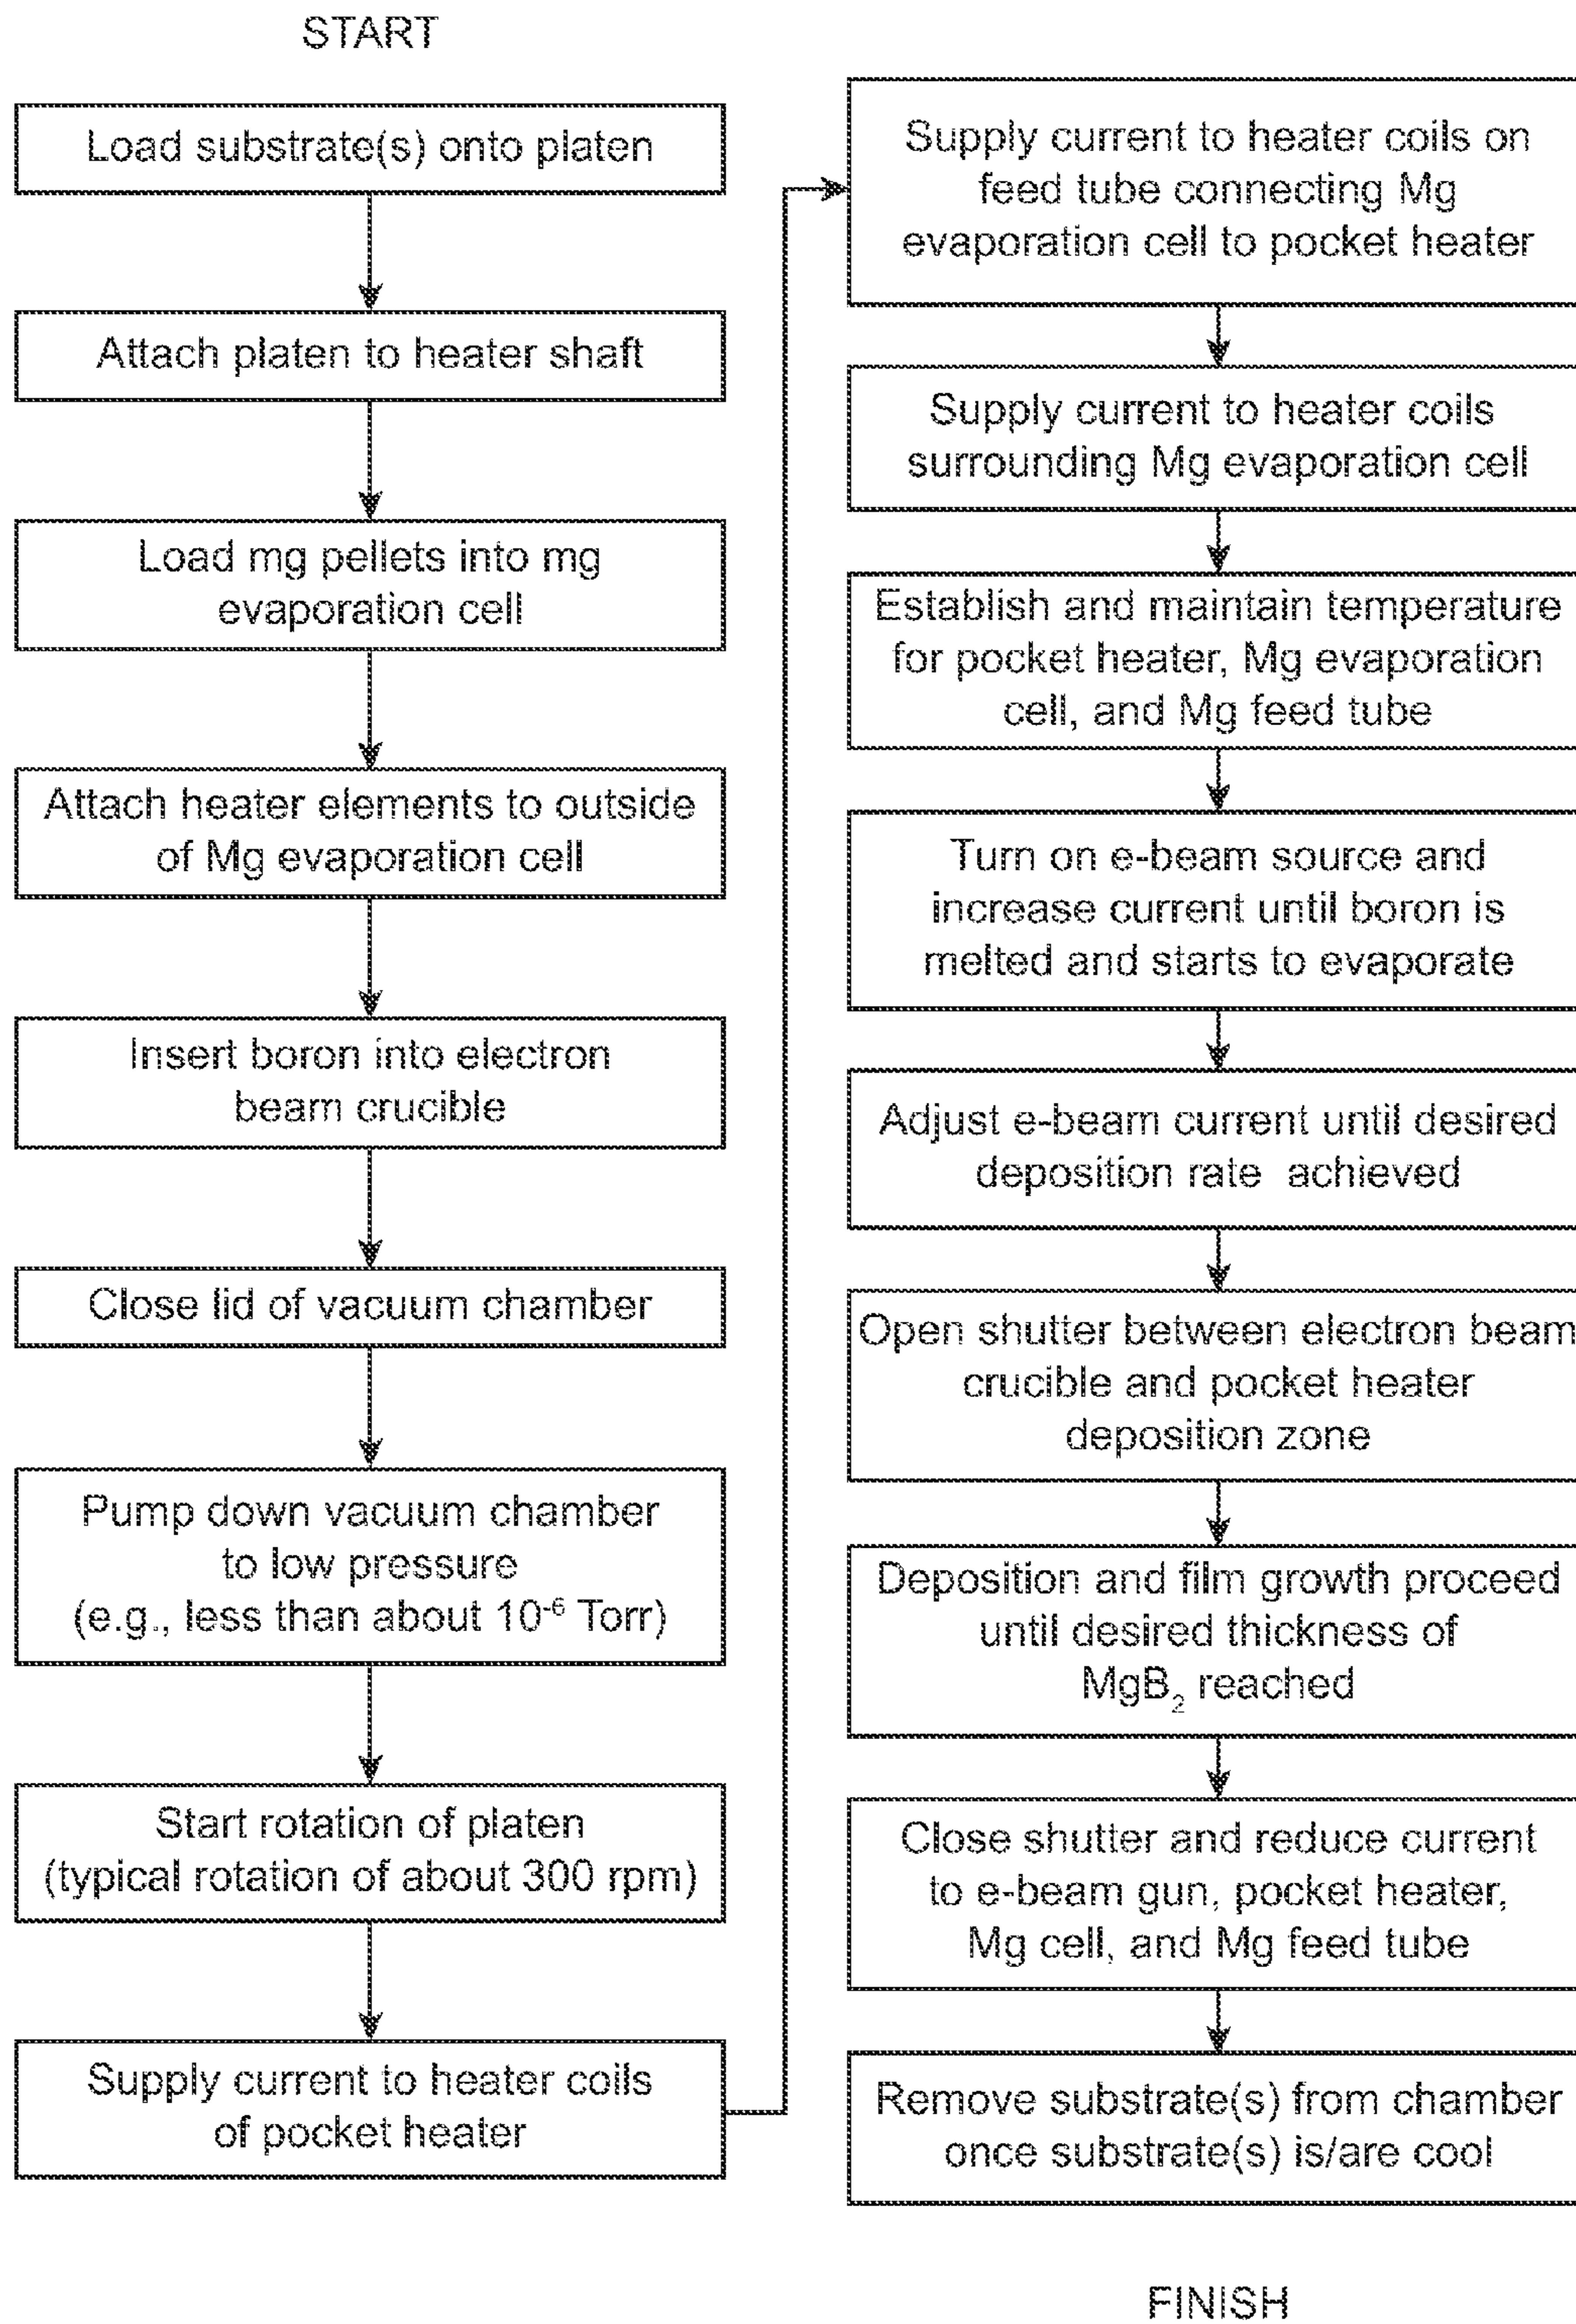 START
Load substrate(s) onto platen
Attach platen to heater shaft
Load mg pellets into mg
evaporation cell
Attach heater elements to outside
of Mg evaporation cell
Insert boron into electron
beam crucible
Close lid of vacuum chamber
Pump down vacuum chamber
to low pressure
(e.g., less than about 10⁻⁶ Torr)
Start rotation of platen
(typical rotation of about 300 rpm)
Supply current to heater coils
of pocket heater
Supply current to heater coils on
feed tube connecting Mg
evaporation cell to pocket heater
Supply current to heater coils
surrounding Mg evaporation cell
Establish and maintain temperature
for pocket heater, Mg evaporation
cell, and Mg feed tube
Turn on e-beam source and
increase current until boron is
melted and starts to evaporate
Adjust e-beam current until desired
deposition rate achieved
Open shutter between electron beam
crucible and pocket heater
deposition zone
Deposition and film growth proceed
until desired thickness of
MgB₂ reached
Close shutter and reduce current
to e-beam gun, pocket heater,
Mg cell, and Mg feed tube
Remove substrate(s) from chamber
once substrate(s) is/are cool
FINISH